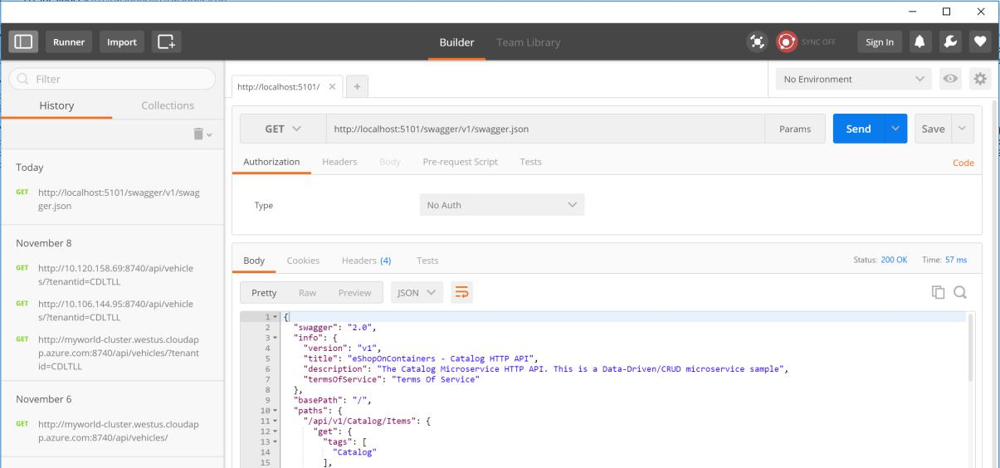 Runner
Import
Builder
Team Library
SYNC OFF
Sign In
Filter
History
Collections
Today
GET http://localhost:5101/swagger/v1/swag
ger.json
November 8
GET http://10.120.158.69:8740/api/vehicle
s/?tenantid=CDLTLL
GET http://10.106.144.95:8740/api/vehicle
s/?tenantid=CDLTLL
GET http://myworld-cluster.westus.cloudap
p.azure.com:8740/api/vehicles/?tenant
id=CDLTLL
November 6
GET http://myworld-cluster.westus.cloudap
p.azure.com:8740/api/vehicles/
http://localhost:5101/
No Environment
GET http://localhost:5101/swagger/v1/swagger.json Params Send Save
Authorization Headers Body Pre-request Script Tests Code
Type No Auth
Body Cookies Headers (4) Tests Status: 200 OK Time: 57 ms
Pretty Raw Preview JSON
1 {
2 "swagger": "2.0",
3 "info": {
4 "version": "v1",
5 "title": "eShopOnContainers - Catalog HTTP API",
6 "description": "The Catalog Microservice HTTP API. This is a Data-Driven/CRUD microservice sample",
7 "termsOfService": "Terms Of Service"
8 },
9 "basePath": "/",
10 "paths": {
11 "/api/v1/Catalog/Items": {
12 "get": {
13 "tags": [
14 "Catalog"
15 ],